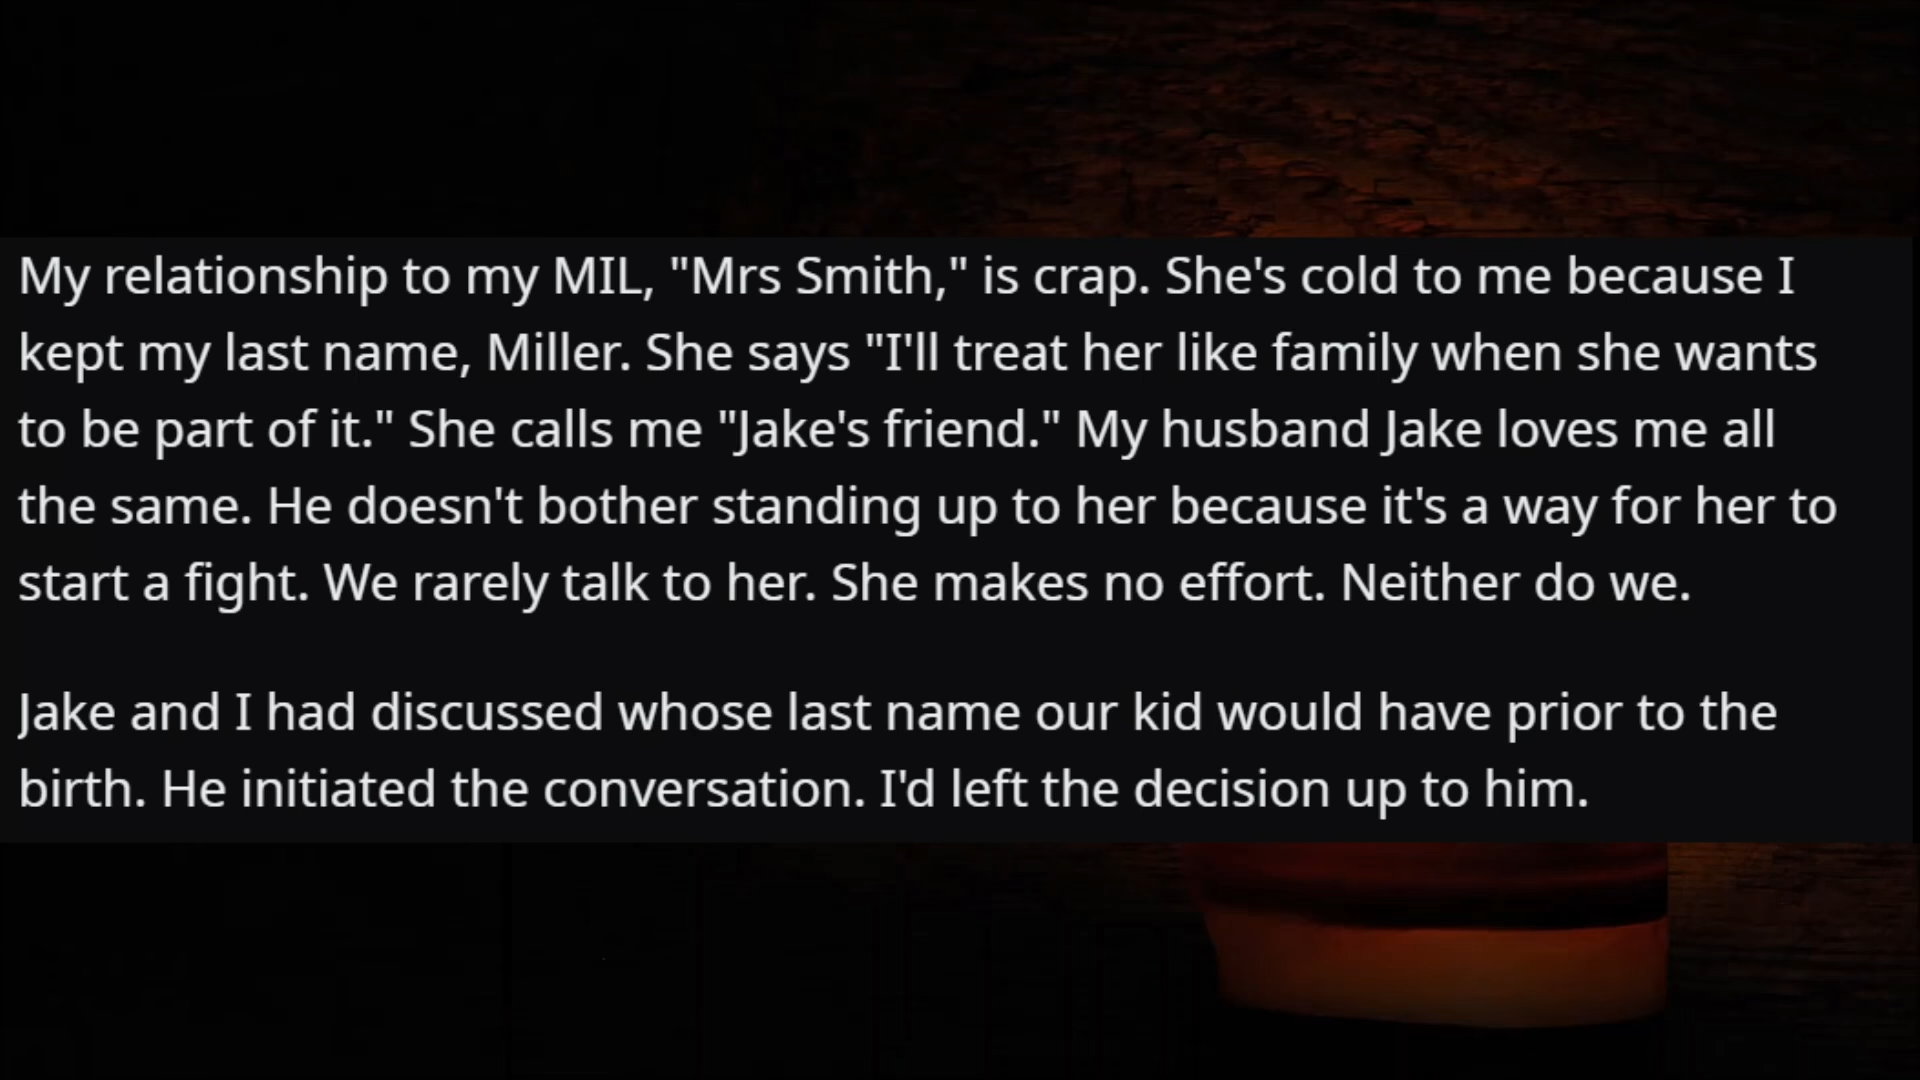 My relationship to my MIL, "Mrs Smith," is crap. She's cold to me because I
kept my last name, Miller. She says "I'll treat her like family when she wants
to be part of it." She calls me "Jake's friend." My husband Jake loves me all
the same. He doesn't bother standing up to her because it's a way for her to
start a fight. We rarely talk to her. She makes no effort. Neither do we.
Jake and I had discussed whose last name our kid would have prior to the
birth. He initiated the conversation. I'd left the decision up to him.